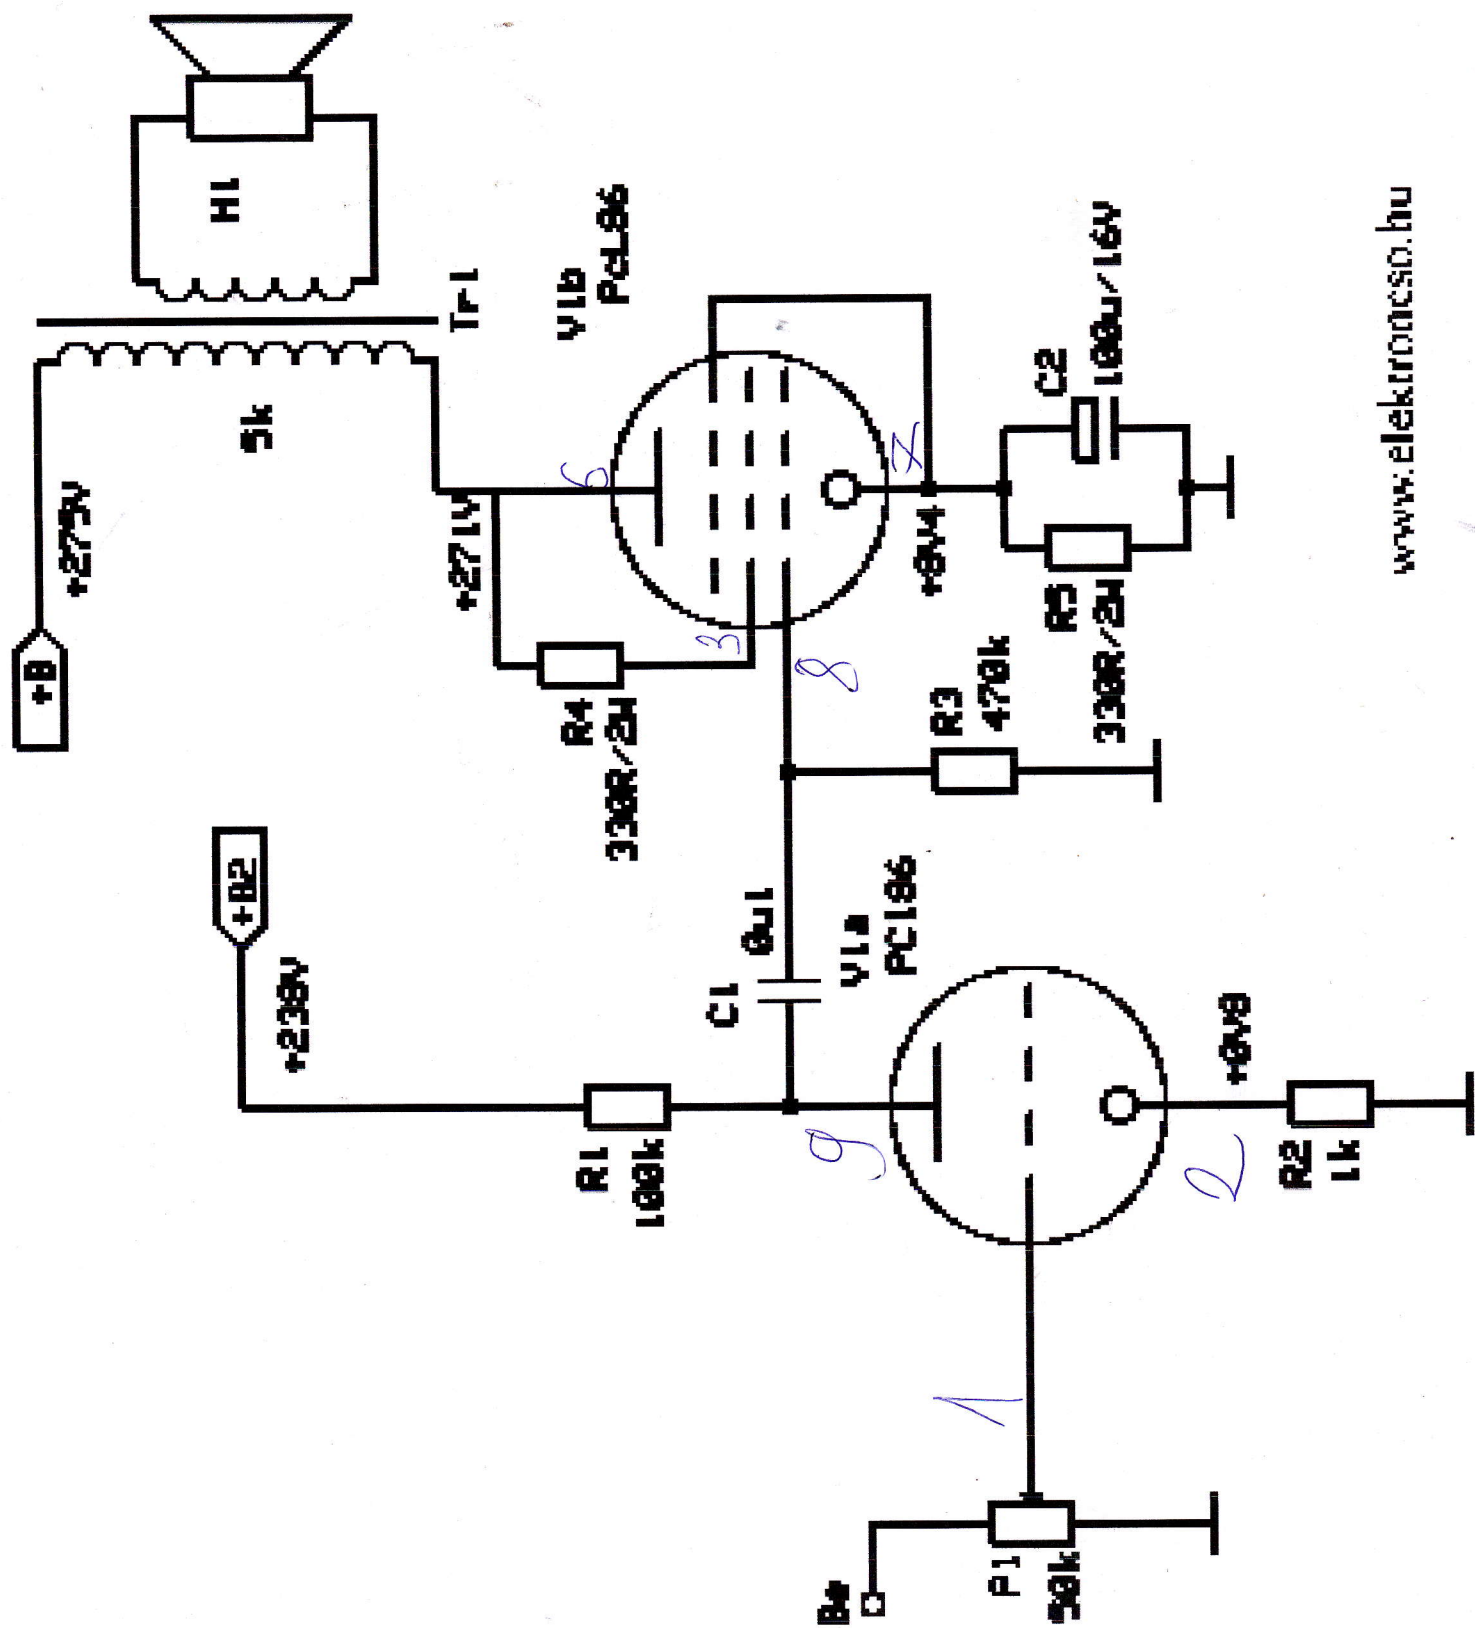 +B
+275V
5k
Tr1
H1
+B2
+238V
+271V
R4
330R/2W
V1b
PcL86
6
3
8
7
+8V4
R1
100k
C1
0u1
V1a
PCl86
9
R3
470k
R5
330R/2W
C2
100u/16V
1
2
+0V8
R2
1k
Be
P1
50k
www.elektroncso.hu